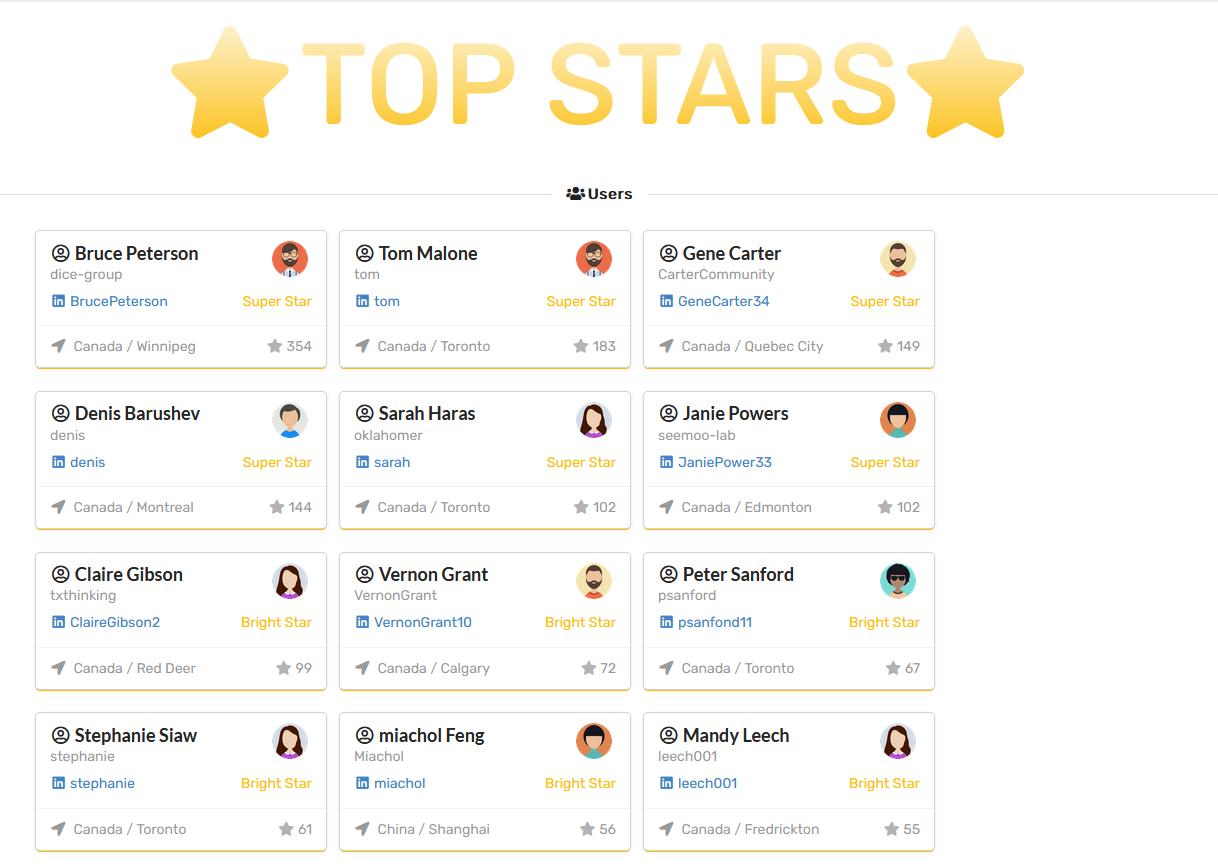 TOP STARS
Users
Bruce Peterson
dice-group
BrucePeterson Super Star
Canada / Winnipeg 354
Tom Malone
tom
tom Super Star
Canada / Toronto 183
Gene Carter
CarterCommunity
GeneCarter34 Super Star
Canada / Quebec City 149
Denis Barushev
denis
denis Super Star
Canada / Montreal 144
Sarah Haras
oklahomer
sarah Super Star
Canada / Toronto 102
Janie Powers
seemoo-lab
JaniePower33 Super Star
Canada / Edmonton 102
Claire Gibson
txthinking
ClaireGibson2 Bright Star
Canada / Red Deer 99
Vernon Grant
VernonGrant
VernonGrant10 Bright Star
Canada / Calgary 72
Peter Sanford
psanford
psanfond11 Bright Star
Canada / Toronto 67
Stephanie Siaw
stephanie
stephanie Bright Star
Canada / Toronto 61
miachol Feng
Miachol
miachol Bright Star
China / Shanghai 56
Mandy Leech
leech001
leech001 Bright Star
Canada / Fredrickton 55